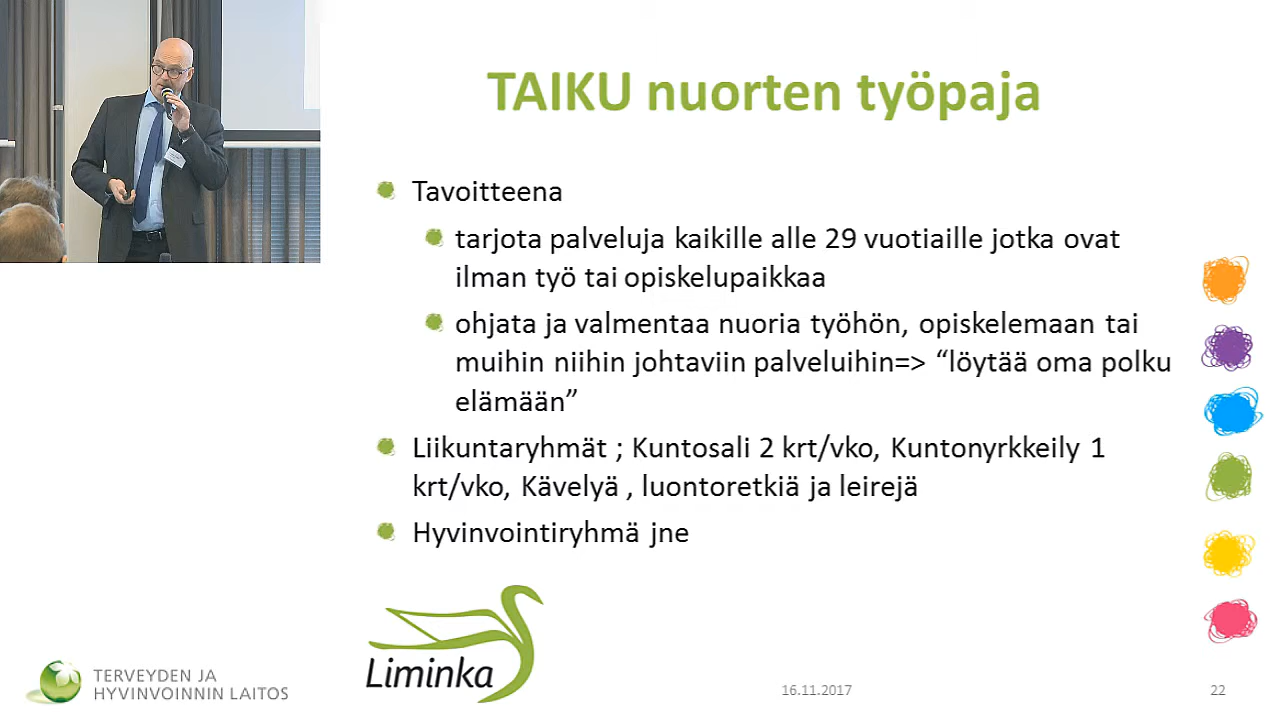 TAIKU nuorten työpaja
Tavoitteena
tarjota palveluja kaikille alle 29 vuotiaille jotka ovat
ilman työ tai opiskelupaikkaa
ohjata ja valmentaa nuoria työhön, opiskelemaan tai
muihin niihin johtaviin palveluihin=> “löytää oma polku
elämään”
Liikuntaryhmät ; Kuntosali 2 krt/vko, Kuntonyrkkeily 1
krt/vko, Kävelyä , luontoretkiä ja leirejä
Hyvinvointiryhmä jne
Liminka
TERVEYDEN JA
HYVINVOINNIN LAITOS
16.11.2017
22